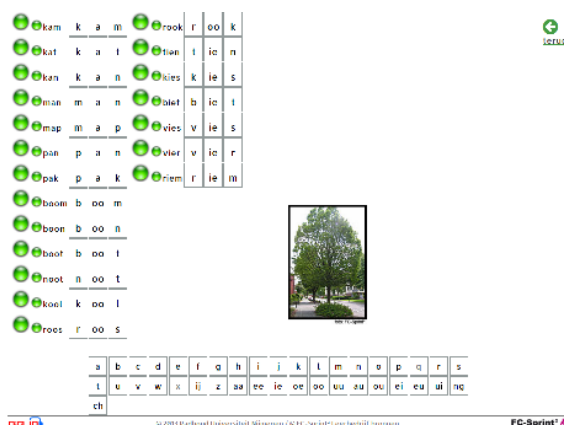 kam k a m rook r oo k
kat k a t tien t ie n
kan k a n kies k ie s
man m a n biet b ie t
map m a p vies v ie s
pan p a n vier v ie r
pak p a k riem r ie m
boom b oo m
boon b oo n
boot b oo t
noot n oo t
kool k oo l
roos r oo s
terug
a b c d e f g h i j k l m n o p q r s
t u v w x ij z aa ee ie oe oo uu au ou ei eu ui ng
ch
FC-Sprint²